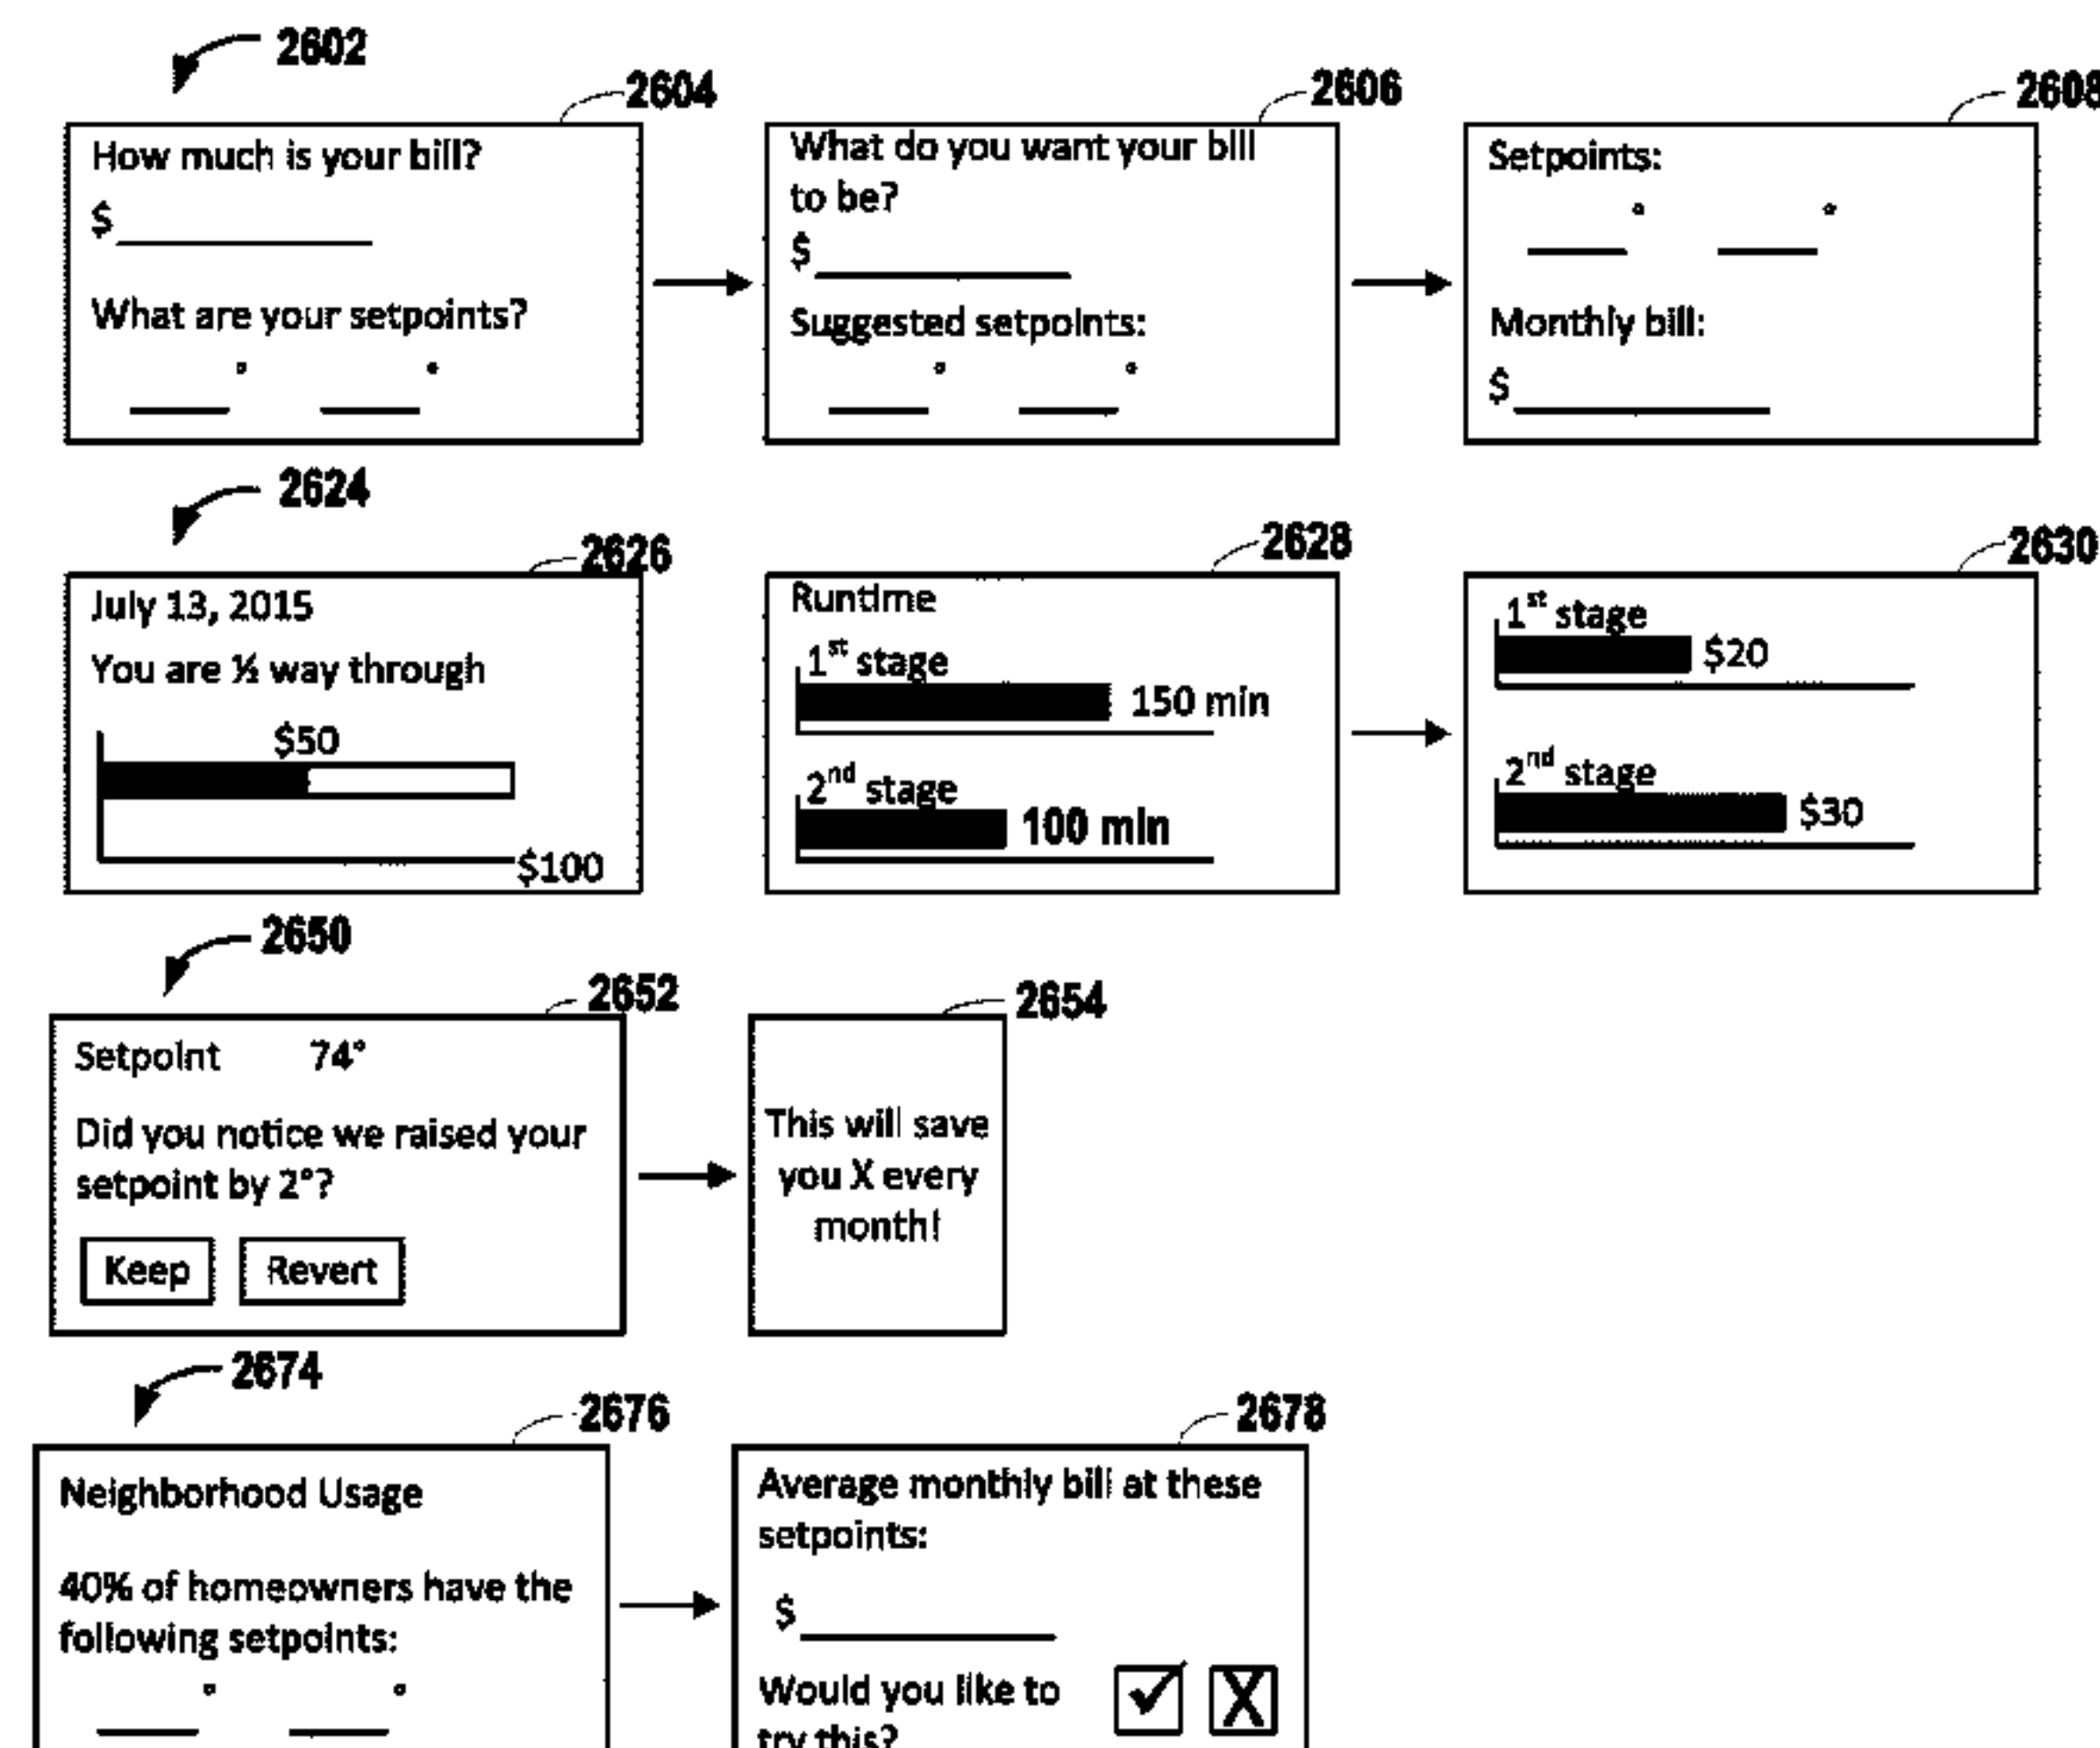 2602
2604
How much is your bill?
$
What are your setpoints?
° °
2606
What do you want your bill
to be?
$
Suggested setpoints:
° °
2608
Setpoints:
° °
Monthly bill:
$
2624
2626
July 13, 2015
You are ½ way through
$50
$100
2628
Runtime
1st stage
150 min
2nd stage
100 min
2630
1st stage
$20
2nd stage
$30
2650
2652
Setpoint 74°
Did you notice we raised your
setpoint by 2°?
Keep Revert
2654
This will save
you X every
month!
2674
2676
Neighborhood Usage
40% of homeowners have the
following setpoints:
° °
2678
Average monthly bill at these
setpoints:
$
Would you like to
try this?
X